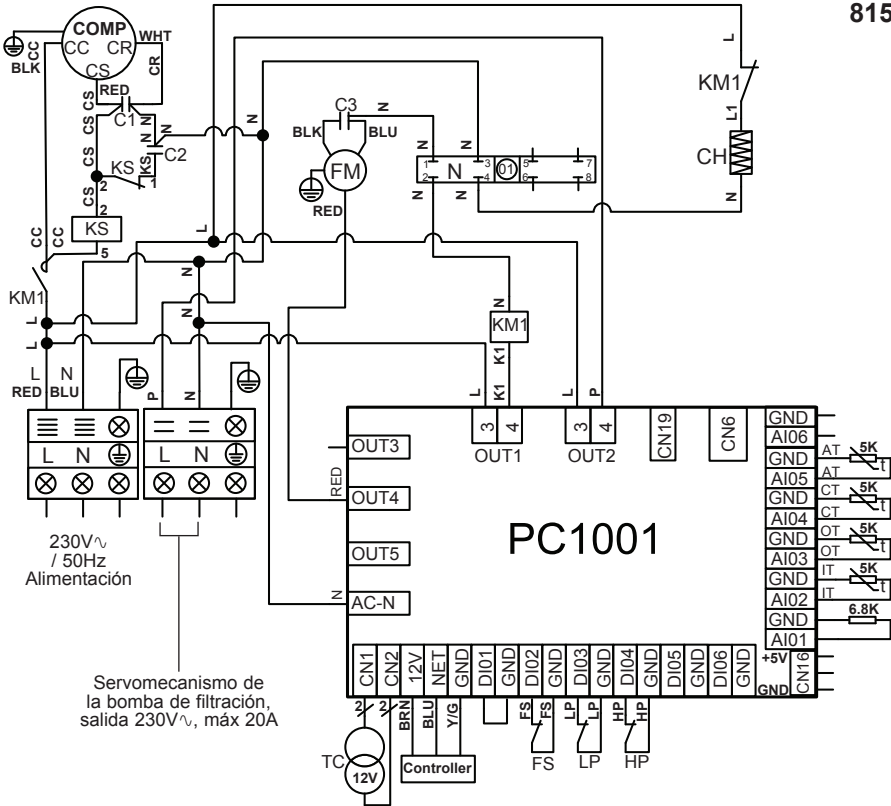 815
COMP
CC CR WHT
CS
BLK
CC
CR
RED
CS CS
C1
N N N
C2
KS
KS
1
CS
2
CS
2
KS
5
CC CC
KM1
L
L
L N
RED BLU
P N
N
N
L
C3 N
BLK BLU
FM
RED
N N
1 3 5 7
N 01
2 4 6 8
N N
L
KM1
L1
CH
N
N
KM1
K1
L K1 L P
L N
L N
230V∿
/ 50Hz
Alimentación
Servomecanismo de
la bomba de filtración,
salida 230V∿, máx 20A
3 4 3 4
OUT1 OUT2
CN19
CN6
OUT3
RED
OUT4
OUT5
N
AC-N
PC1001
GND
AI06
GND AT 5K
t
AI05 AT
GND CT 5K
t
AI04 CT
GND OT 5K
t
AI03 OT
GND IT 5K
t
AI02 IT
GND 6.8K
AI01
+5V
CN16
GND
CN1 CN2 12V NET GND DI01 GND DI02 GND DI03 GND DI04 GND DI05 GND DI06 GND
2 2 BRN BLU Y/G FS FS LP LP HP HP
TC
12V
Controller
FS LP HP